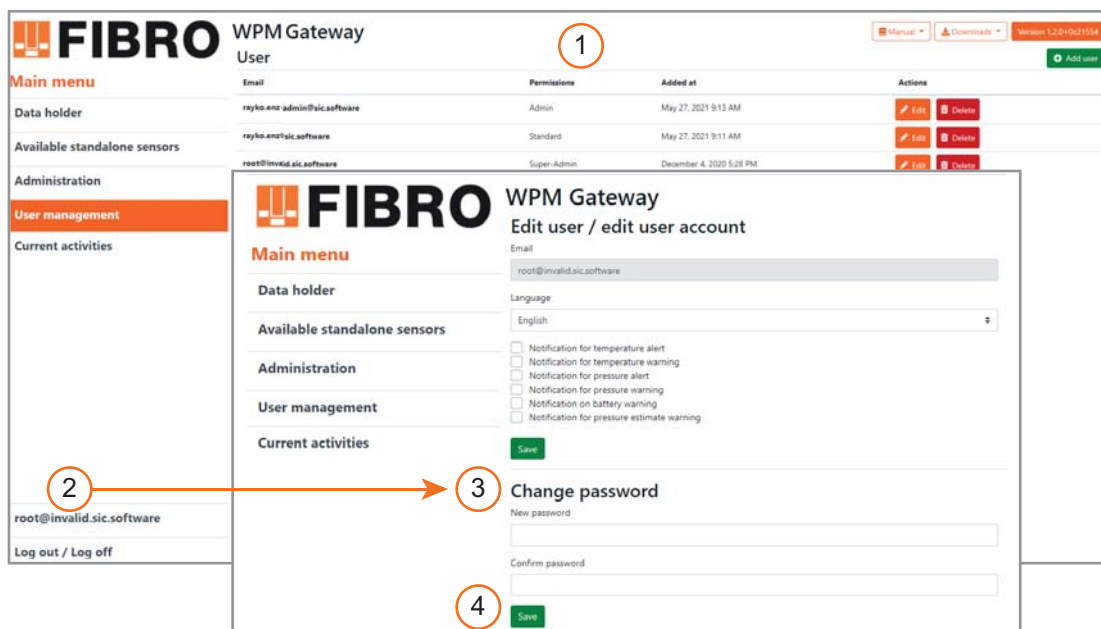 FIBRO
WPM Gateway
User
1
Manual
Downloads
Version 1.2.0+0c21554
Add user
Main menu
Data holder
Available standalone sensors
Administration
User management
Current activities
Email Permissions Added at Actions
rayko.enz admin@sic.software Admin May 27, 2021 9:13 AM Edit Delete
rayko.enz sic.software Standard May 27, 2021 9:11 AM Edit Delete
root@invalid.sic.software Super-Admin December 4, 2020 5:28 PM Edit Delete
2
root@invalid.sic.software
Log out / Log off
FIBRO
Main menu
Data holder
Available standalone sensors
Administration
User management
Current activities
WPM Gateway
Edit user / edit user account
Email
root@invalid.sic.software
Language
English
Notification for temperature alert
Notification for temperature warning
Notification for pressure alert
Notification for pressure warning
Notification on battery warning
Notification for pressure estimate warning
Save
3
Change password
New password
Confirm password
4
Save